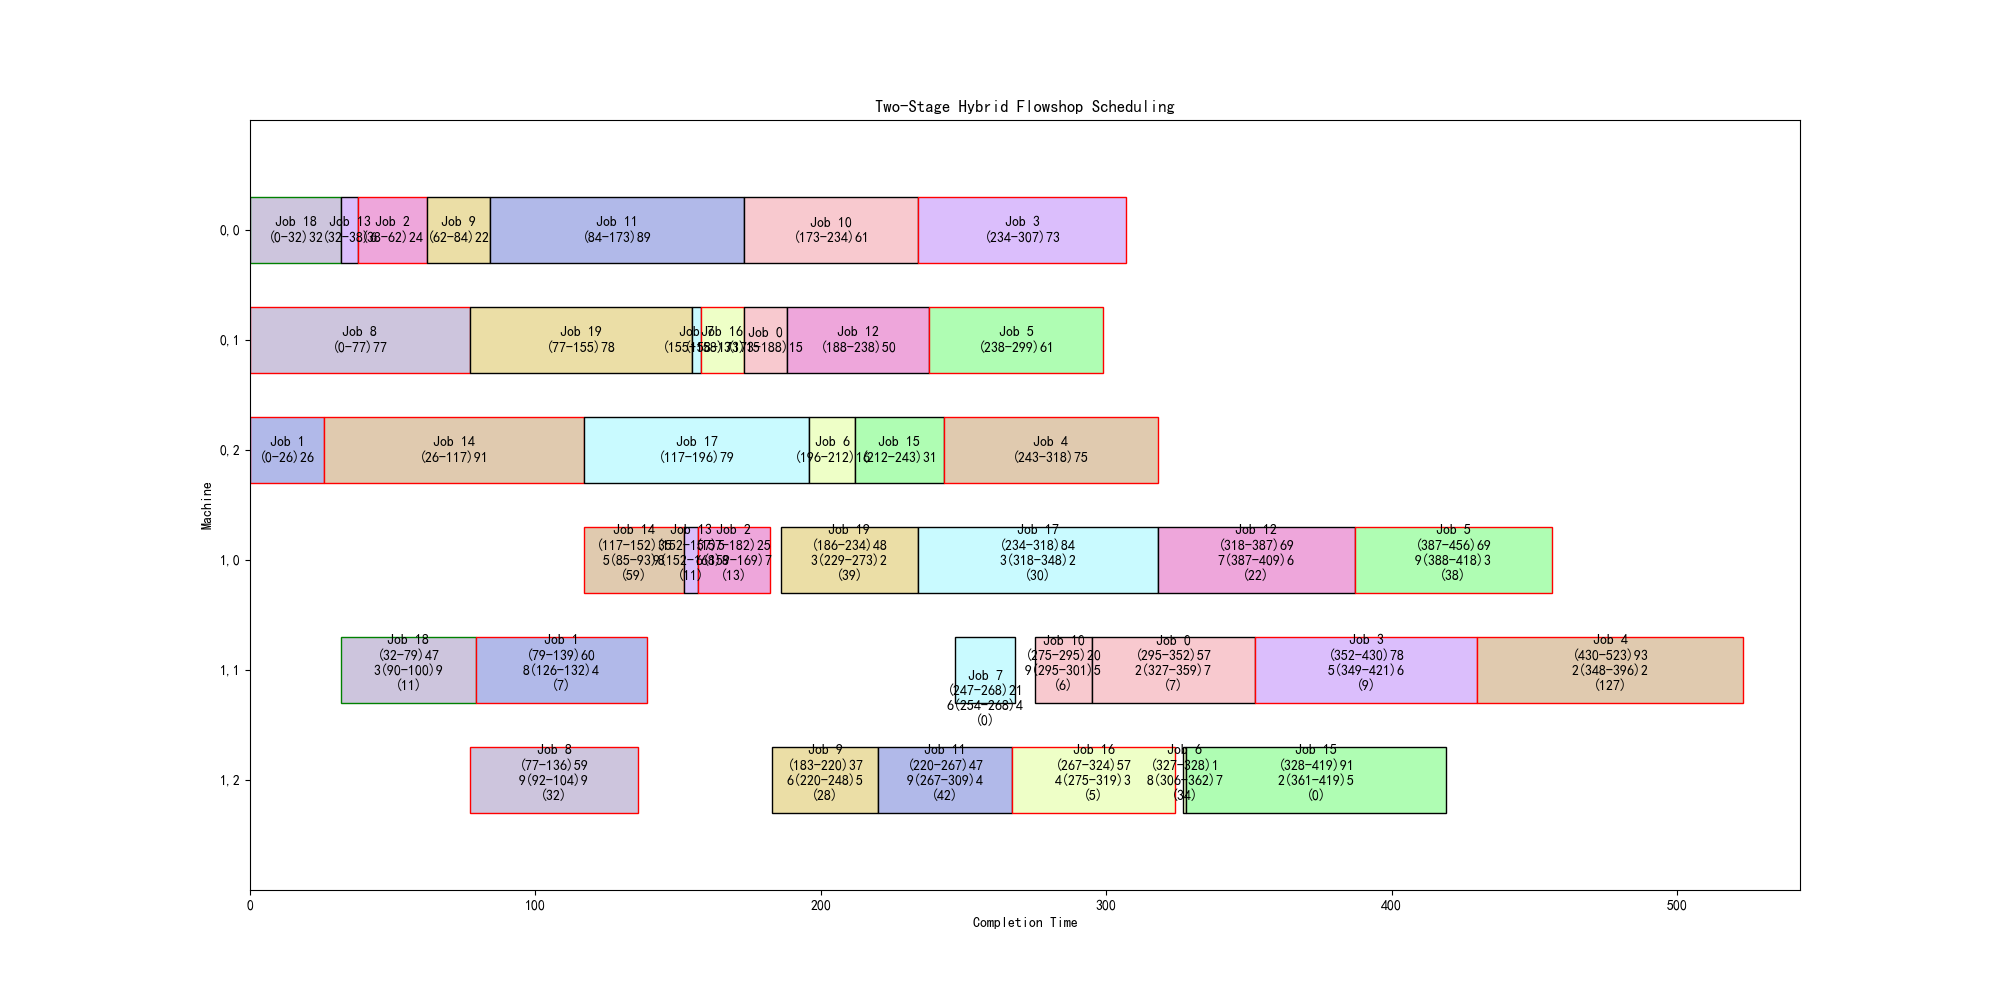 Two-Stage Hybrid Flowshop Scheduling
0,0
Job 18
(0-32)32
Job 13
(32-38)6
Job 2
(38-62)24
Job 9
(62-84)22
Job 11
(84-173)89
Job 10
(173-234)61
Job 3
(234-307)73
0,1
Job 8
(0-77)77
Job 19
(77-155)78
Job 7
(155-158)3
Job 16
(158-173)15
Job 0
(173-188)15
Job 12
(188-238)50
Job 5
(238-299)61
0,2
Job 1
(0-26)26
Job 14
(26-117)91
Job 17
(117-196)79
Job 6
(196-212)16
Job 15
(212-243)31
Job 4
(243-318)75
Machine
1,0
Job 14
(117-152)35
(59)
Job 13
(152-157)5
(11)
Job 2
(157-182)25
(13)
Job 19
(186-234)48
3(229-273)2
(39)
Job 17
(234-318)84
3(318-348)2
(30)
Job 12
(318-387)69
7(387-409)6
(22)
Job 5
(387-456)69
9(388-418)3
(38)
1,1
Job 18
(32-79)47
3(90-100)9
(11)
Job 1
(79-139)60
8(126-132)4
(7)
Job 7
(247-268)21
6(254-268)4
(0)
Job 10
(275-295)20
9(295-301)5
(6)
Job 0
(295-352)57
2(327-359)7
(7)
Job 3
(352-430)78
5(349-421)6
(9)
Job 4
(430-523)93
2(348-396)2
(127)
1,2
Job 8
(77-136)59
9(92-104)9
(32)
Job 9
(183-220)37
6(220-248)5
(28)
Job 11
(220-267)47
9(267-309)4
(42)
Job 16
(267-324)57
4(275-319)3
(5)
Job 6
(327-328)1
8(306-362)7
(34)
Job 15
(328-419)91
2(361-419)5
(0)
0
100
200
300
400
500
Completion Time